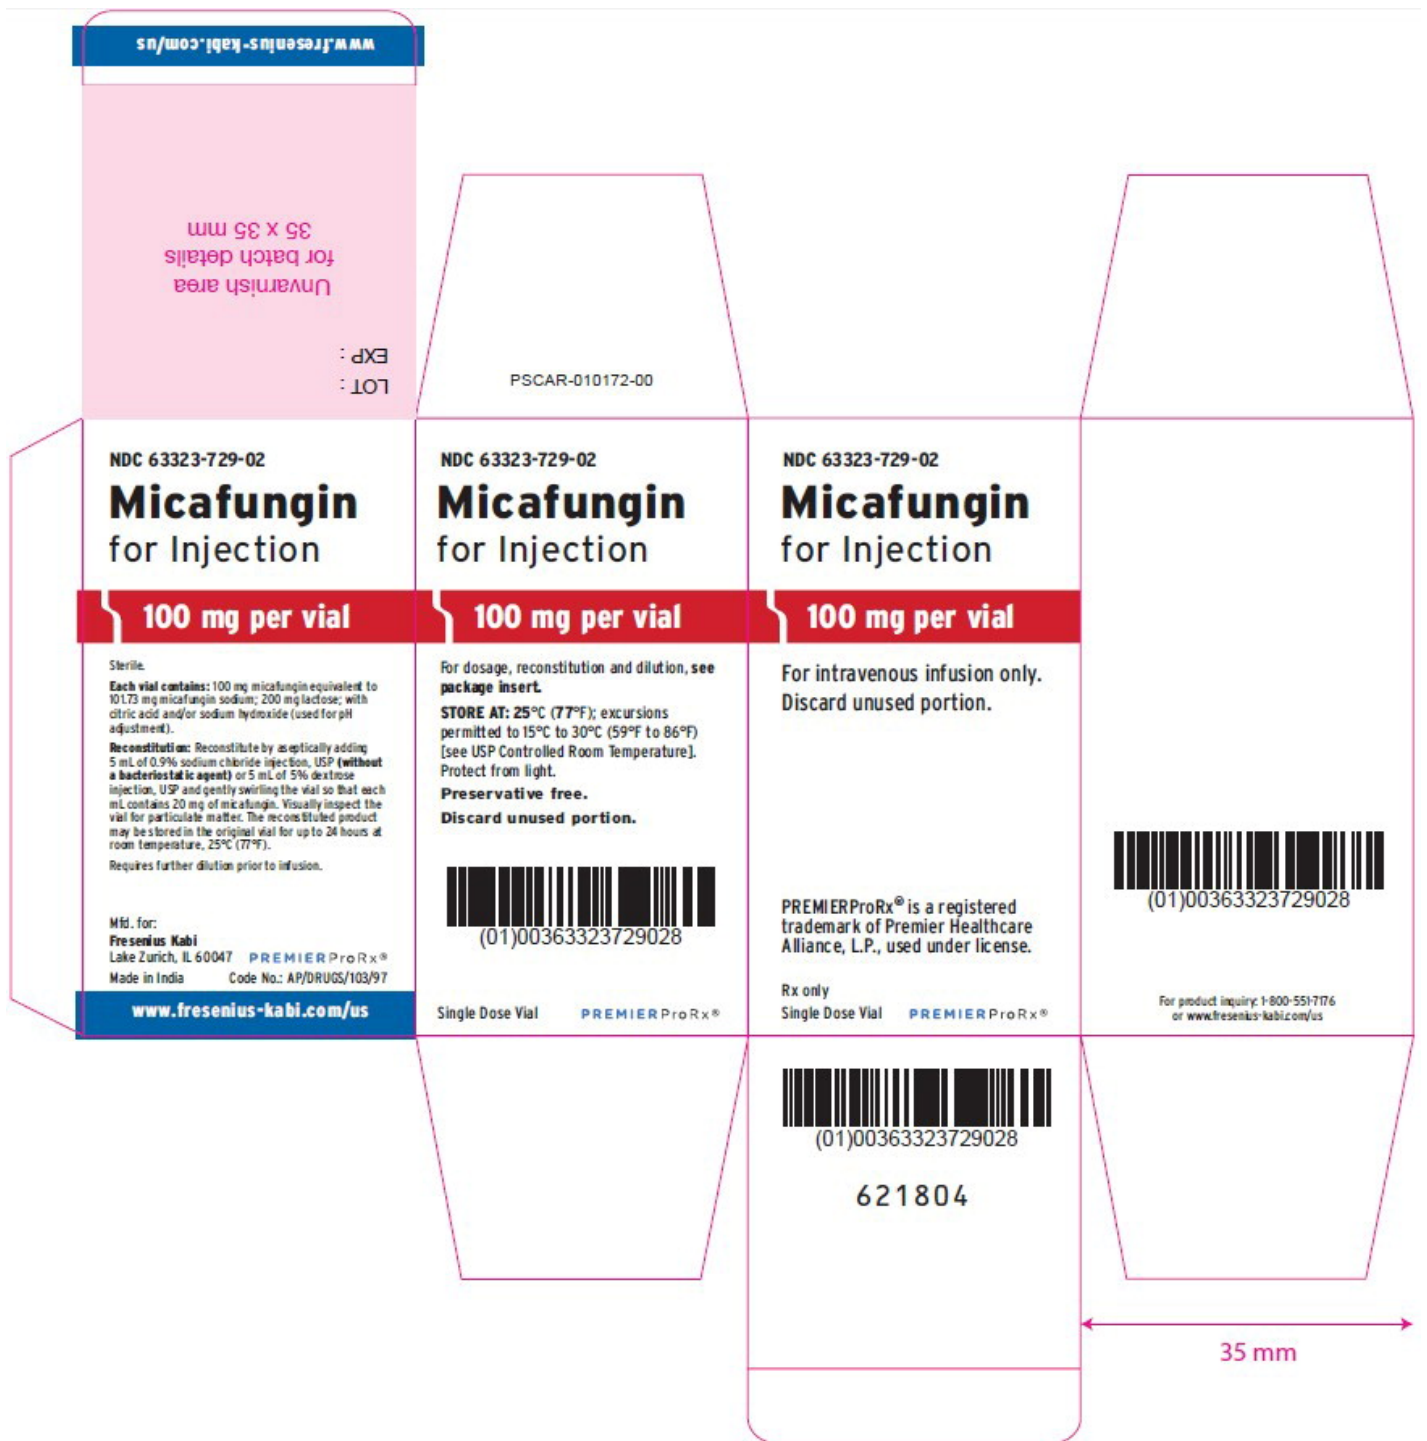 www.fresenius-kabi.com/us
Unvarnish area
for batch details
35 x 35 mm
LOT :
EXP :
PSCAR-010172-00
NDC 63323-729-02
Micafungin
for Injection
100 mg per vial
Sterile.
Each vial contains: 100 mg micafungin equivalent to
101.73 mg micafungin sodium; 200 mg lactose; with
citric acid and/or sodium hydroxide (used for pH
adjustment).
Reconstitution: Reconstitute by aseptically adding
5 mL of 0.9% sodium chloride injection, USP (without
a bacteriostatic agent) or 5 mL of 5% dextrose
injection, USP and gently swirling the vial so that each
mL contains 20 mg of micafungin. Visually inspect the
vial for particulate matter. The reconstituted product
may be stored in the original vial for up to 24 hours at
room temperature, 25°C (77°F).
Requires further dilution prior to infusion.
Mfd. for:
Fresenius Kabi
Lake Zurich, IL 60047 PREMIERProRx®
Made in India Code No.: AP/DRUGS/103/97
www.fresenius-kabi.com/us
NDC 63323-729-02
Micafungin
for Injection
100 mg per vial
For dosage, reconstitution and dilution, see
package insert.
STORE AT: 25°C (77°F); excursions
permitted to 15°C to 30°C (59°F to 86°F)
[see USP Controlled Room Temperature].
Protect from light.
Preservative free.
Discard unused portion.
(01)00363323729028
Single Dose Vial PREMIERProRx®
NDC 63323-729-02
Micafungin
for Injection
100 mg per vial
For intravenous infusion only.
Discard unused portion.
PREMIERProRx® is a registered
trademark of Premier Healthcare
Alliance, L.P., used under license.
Rx only
Single Dose Vial PREMIERProRx®
(01)00363323729028
621804
(01)00363323729028
For product inquiry: 1-800-551-7176
or www.fresenius-kabi.com/us
35 mm